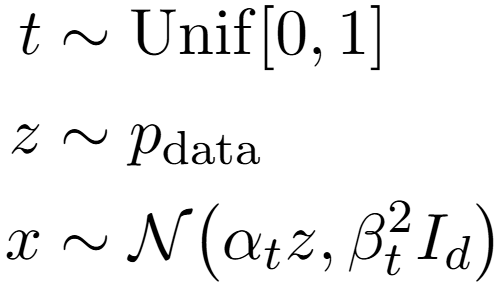 t ∼ Unif[0, 1]
z ∼ p_data
x ∼ 𝒩(α_t z, β_t^2 I_d)